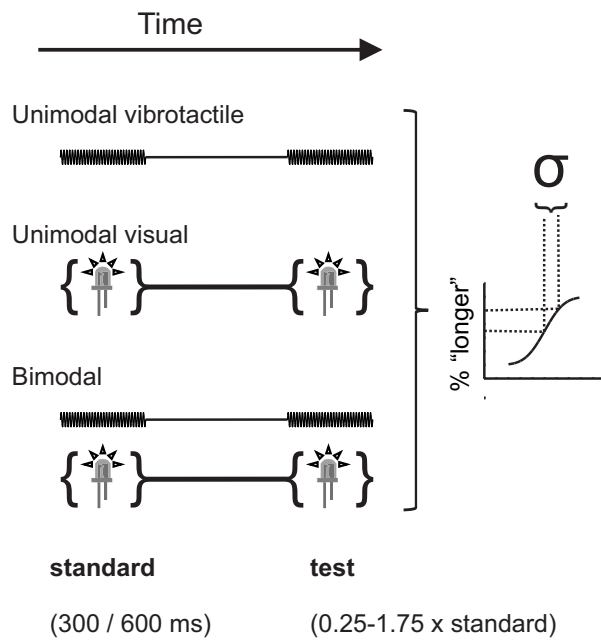 Time
Unimodal vibrotactile
Unimodal visual
Bimodal
σ
% “longer”
standard
test
(300 / 600 ms)
(0.25-1.75 x standard)